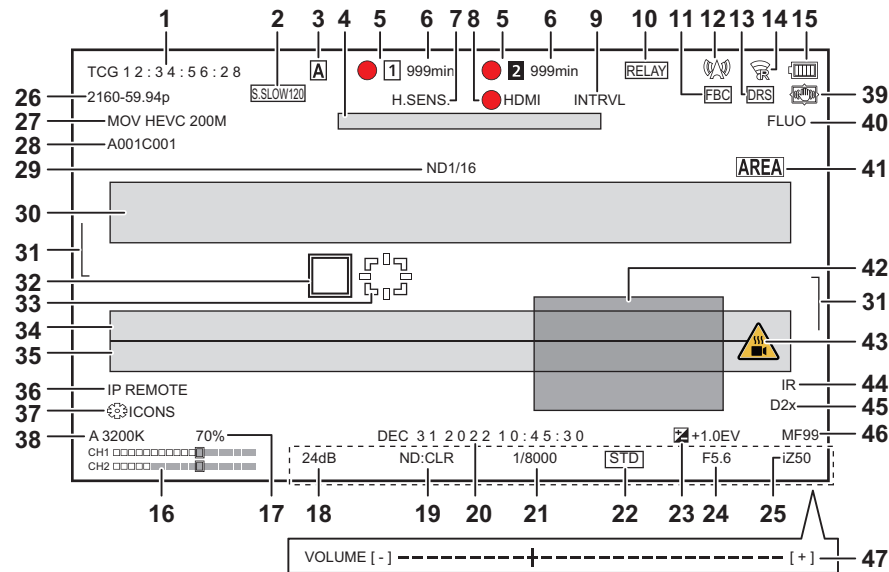 1 2 3 4 5 6 7 8 5 6 9 10 11 12 13 14 15
TCG 12:34:56:28 A 1 999min 2 999min RELAY
26 2160-59.94p S.SLOW120 H.SENS. HDMI INTRVL FBC DRS 39
27 MOV HEVC 200M FLUO 40
28 A001C001
29 ND1/16 AREA 41
30
31
32 42
33 31
34 43
35
36 IP REMOTE IR 44
37 ICONS D2x 45
38 A 3200K 70% DEC 31 2022 10:45:30 +1.0EV MF99 46
CH1 24dB ND:CLR 1/8000 STD F5.6 iZ50
CH2
16 17 18 19 20 21 22 23 24 25
VOLUME [ - ] [ + ] 47